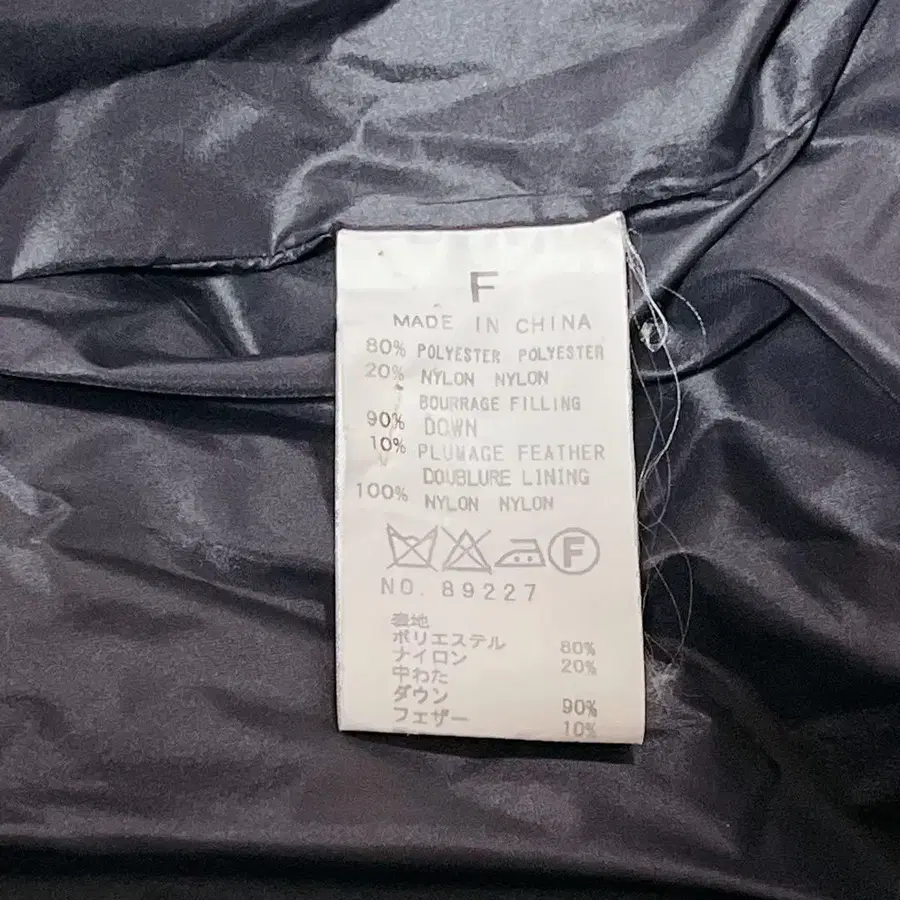 F
MADE IN CHINA
80% POLYESTER POLYESTER
20% NYLON NYLON
BOURRAGE FILLING
90% DOWN
10% PLUMAGE FEATHER
DOUBLURE LINING
100% NYLON NYLON
F
NO. 89227
表地
ポリエステル 80%
ナイロン 20%
中わた
ダウン 90%
フェザー 10%